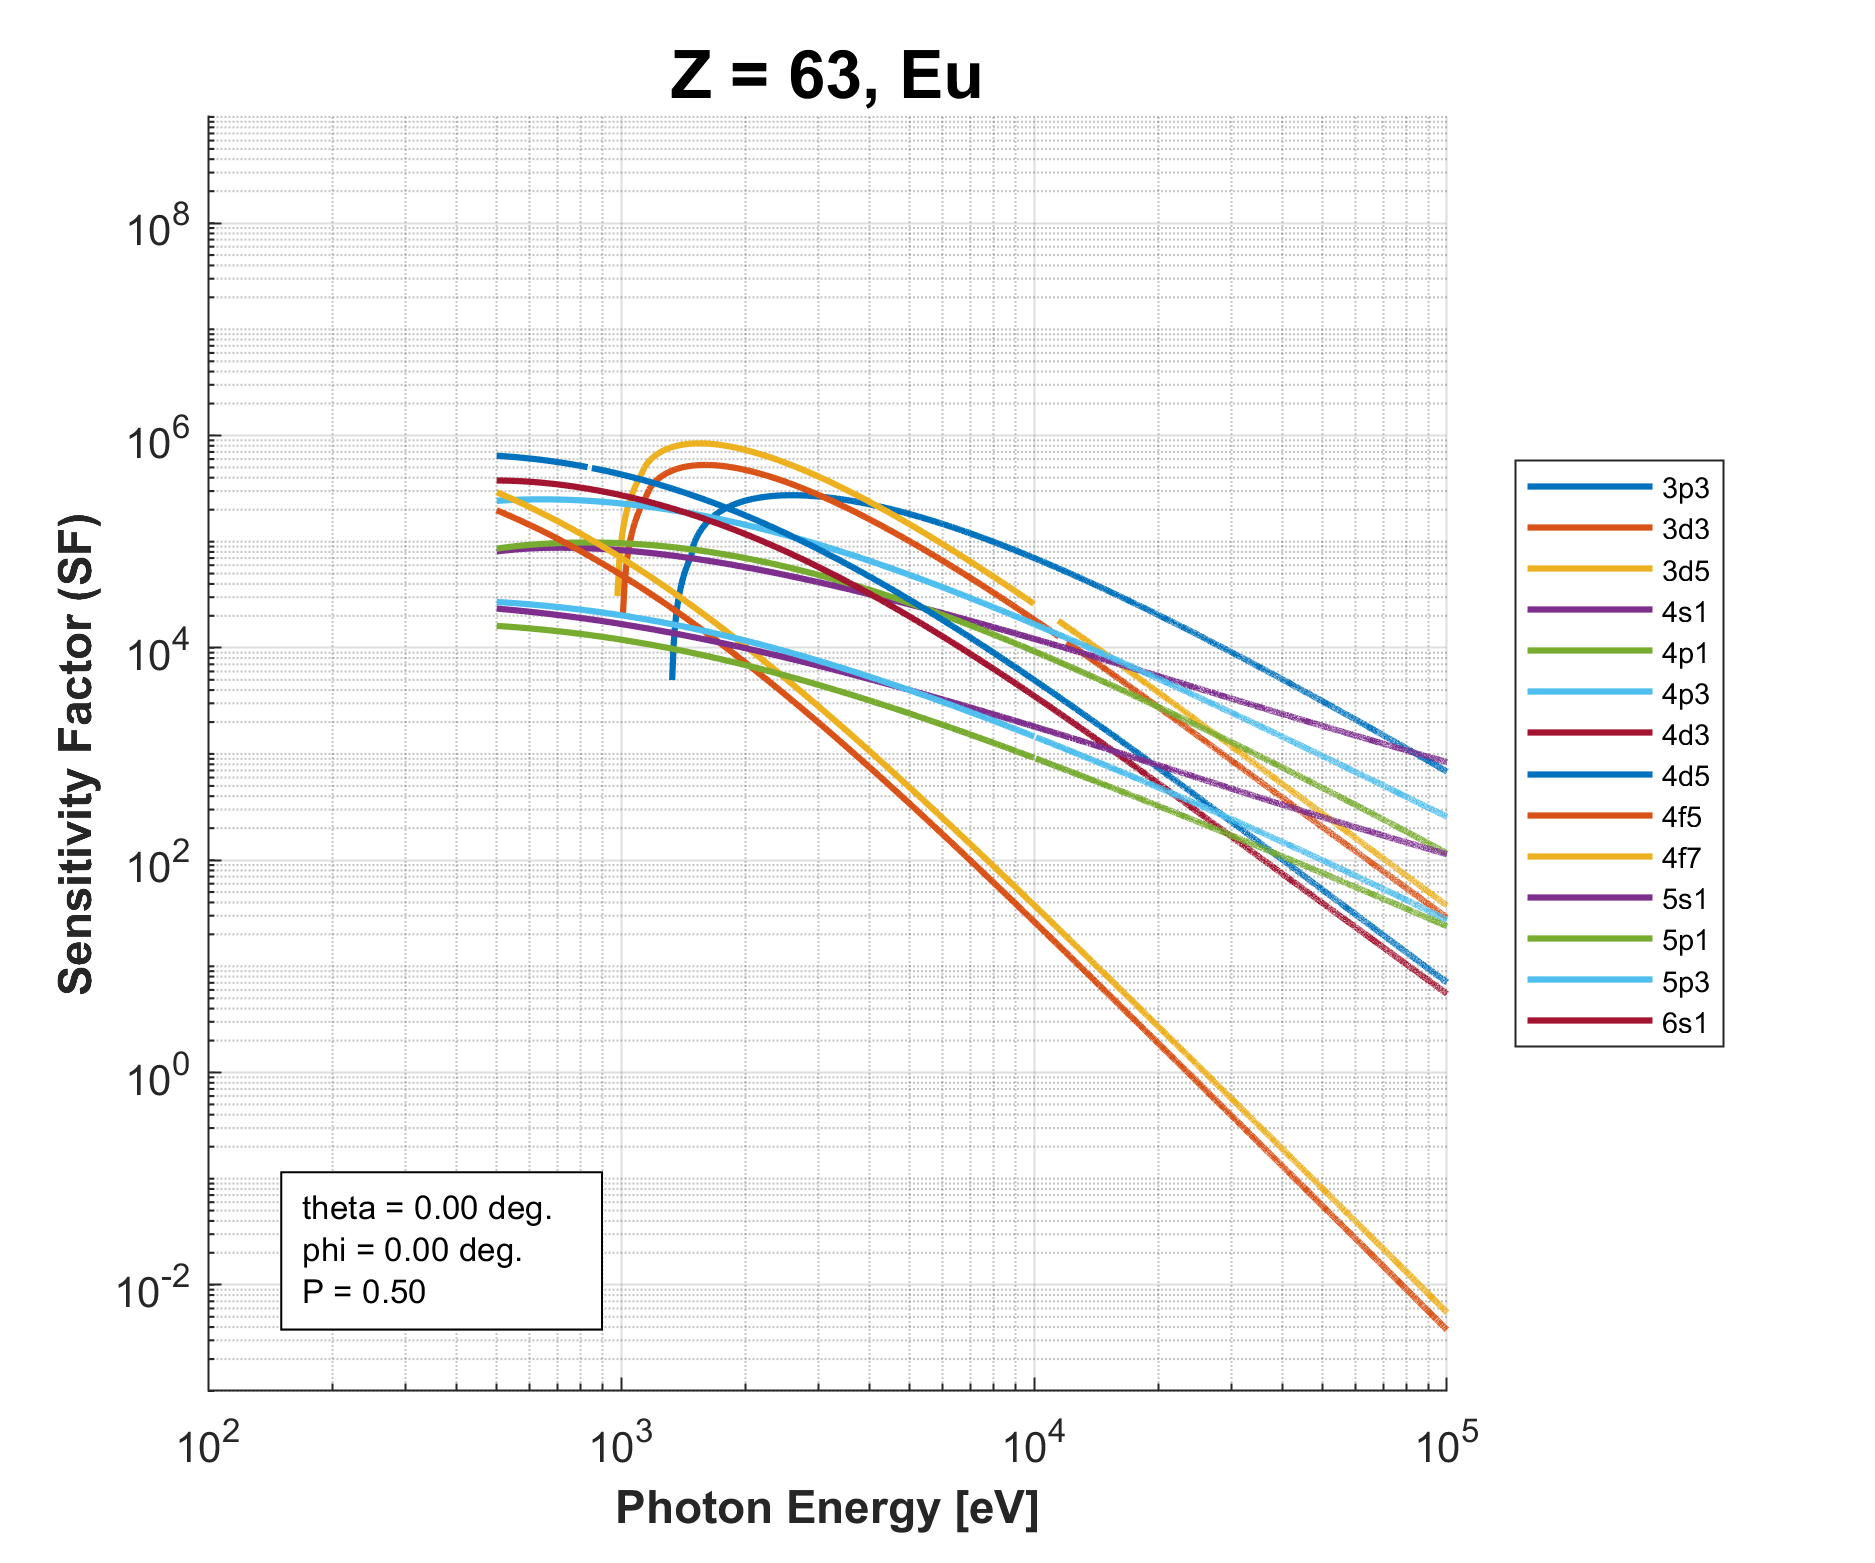 Z = 63, Eu
Sensitivity Factor (SF)
10^8
10^6
10^4
10^2
10^0
10^-2
theta = 0.00 deg.
phi = 0.00 deg.
P = 0.50
10^2
10^3
10^4
10^5
Photon Energy [eV]
3p3
3d3
3d5
4s1
4p1
4p3
4d3
4d5
4f5
4f7
5s1
5p1
5p3
6s1